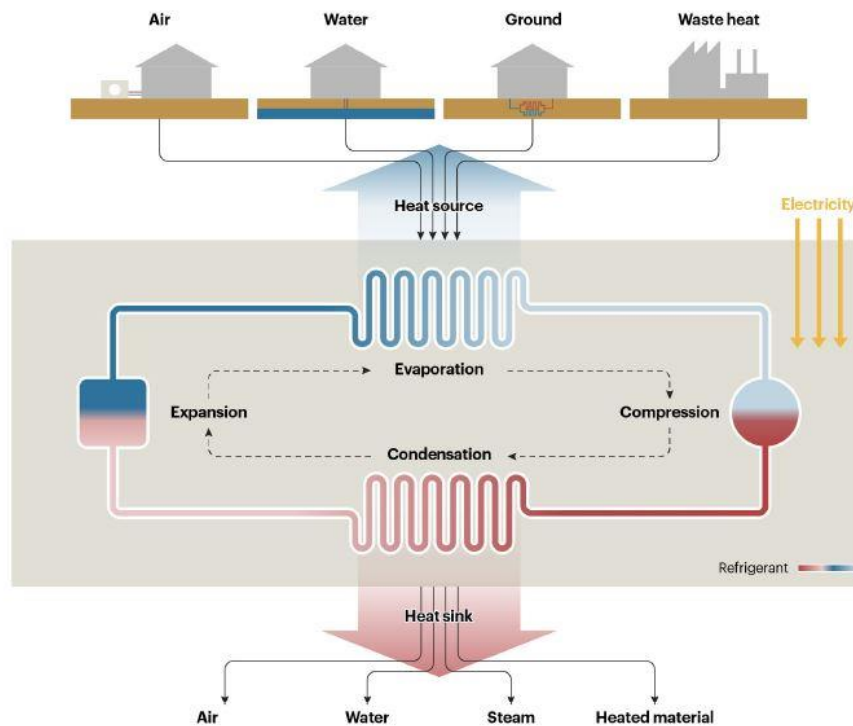 Air
Water
Ground
Waste heat
Heat source
Electricity
Evaporation
Expansion
Compression
Condensation
Refrigerant
Heat sink
Air
Water
Steam
Heated material